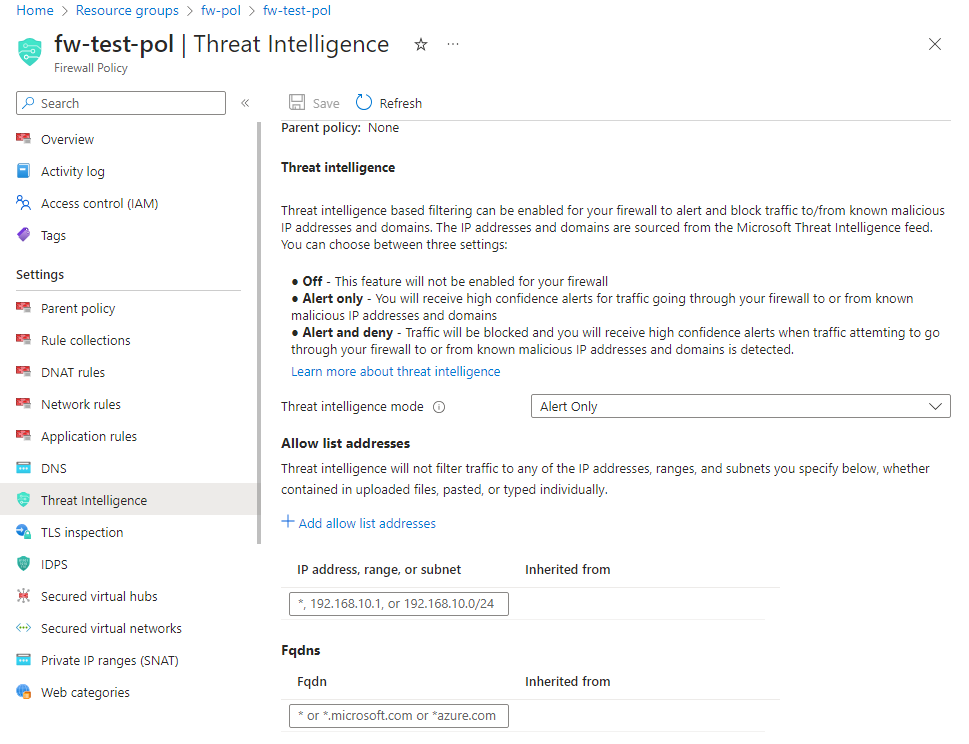 Home > Resource groups > fw-pol > fw-test-pol
fw-test-pol | Threat Intelligence
Firewall Policy
Search
«
Overview
Activity log
Access control (IAM)
Tags
Settings
Parent policy
Rule collections
DNAT rules
Network rules
Application rules
DNS
Threat Intelligence
TLS inspection
IDPS
Secured virtual hubs
Secured virtual networks
Private IP ranges (SNAT)
Web categories
Save Refresh
Parent policy: None
Threat intelligence
Threat intelligence based filtering can be enabled for your firewall to alert and block traffic to/from known malicious
IP addresses and domains. The IP addresses and domains are sourced from the Microsoft Threat Intelligence feed.
You can choose between three settings:
● Off - This feature will not be enabled for your firewall
● Alert only - You will receive high confidence alerts for traffic going through your firewall to or from known
malicious IP addresses and domains
● Alert and deny - Traffic will be blocked and you will receive high confidence alerts when traffic attemting to go
through your firewall to or from known malicious IP addresses and domains is detected.
Learn more about threat intelligence
Threat intelligence mode Alert Only
Allow list addresses
Threat intelligence will not filter traffic to any of the IP addresses, ranges, and subnets you specify below, whether
contained in uploaded files, pasted, or typed individually.
+ Add allow list addresses
IP address, range, or subnet Inherited from
*, 192.168.10.1, or 192.168.10.0/24
Fqdns
Fqdn Inherited from
* or *.microsoft.com or *azure.com